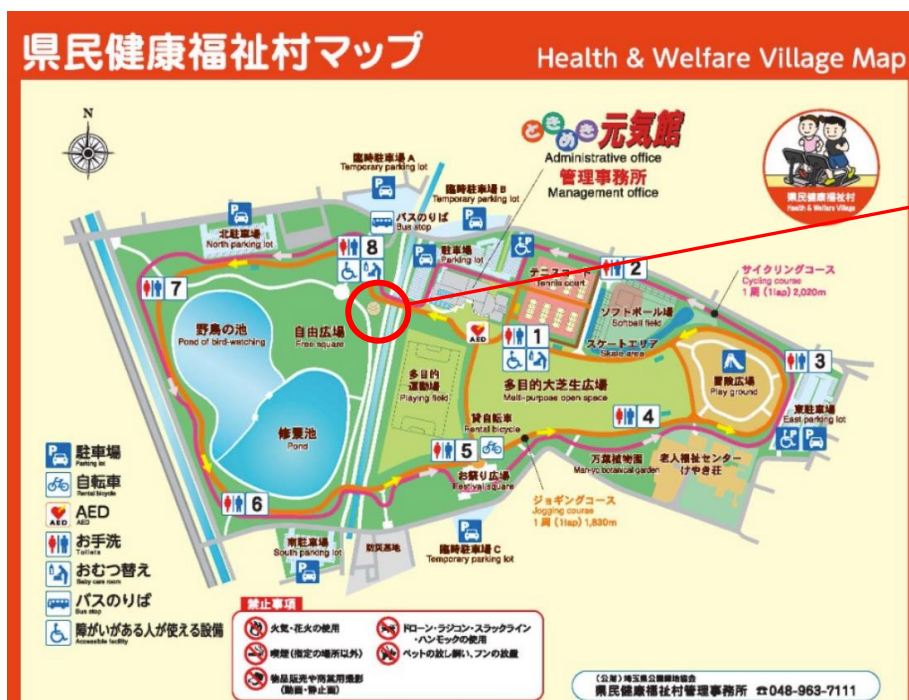 県民健康福祉村マップ
Health & Welfare Village Map
N
ときめき元気館
Administrative office
管理事務所
Management office
県民健康福祉村
Health & Welfare Village
臨時駐車場A
Temporary parking lot
臨時駐車場B
Temporary parking lot
バスのりば
Bus stop
北駐車場
North parking lot
駐車場
Parking lot
8
7
2
テニスコート
Tennis court
ソフトボール場
Softball field
サイクリングコース
Cycling course
1周 (1lap) 2,020m
野鳥の池
Pond of bird-watching
自由広場
Free square
AED
1
スケートエリア
Skate area
冒険広場
Play ground
3
多目的
運動場
Playing field
多目的大芝生広場
Multi-purpose open space
東駐車場
East parking lot
修景池
Pond
貸自転車
Rental bicycle
4
5
お祭り広場
Festival square
万葉植物園
Man-yo botanical garden
老人福祉センター
けやき荘
ジョギングコース
Jogging course
1周 (1lap) 1,830m
6
南駐車場
South parking lot
防災基地
臨時駐車場C
Temporary parking lot
P
駐車場
Parking lot
自転車
Rental bicycle
AED
AED
お手洗
Toilets
おむつ替え
Baby care room
バスのりば
Bus stop
障がいがある人が使える設備
Accessible facility
禁止事項
火気・花火の使用
喫煙(指定の場所以外)
物品販売や商業用撮影
(動画・静止画)
ドローン・ラジコン・スラックライン
・ハンモックの使用
ペットの放し飼い、フンの放置
(公財)埼玉県公園緑地協会
県民健康福祉村管理事務所 ☎048-963-7111